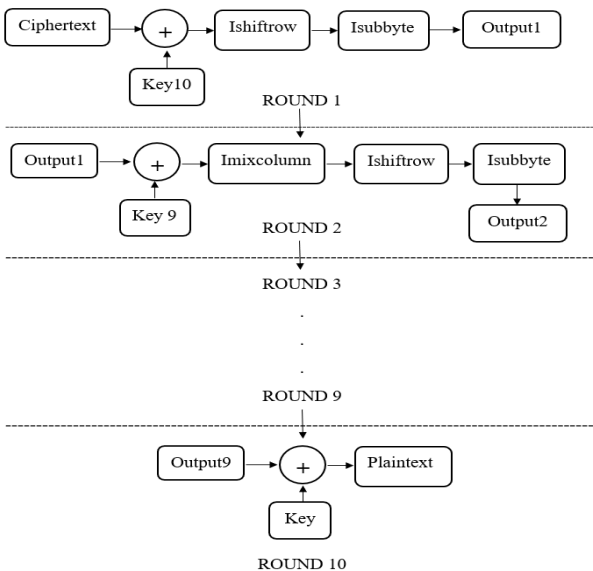 Ciphertext + Ishiftrow Isubbyte Output1
Key10
ROUND 1
Output1 + Imixcolumn Ishiftrow Isubbyte
Key 9 Output2
ROUND 2
ROUND 3
.
.
.
ROUND 9
Output9 + Plaintext
Key
ROUND 10